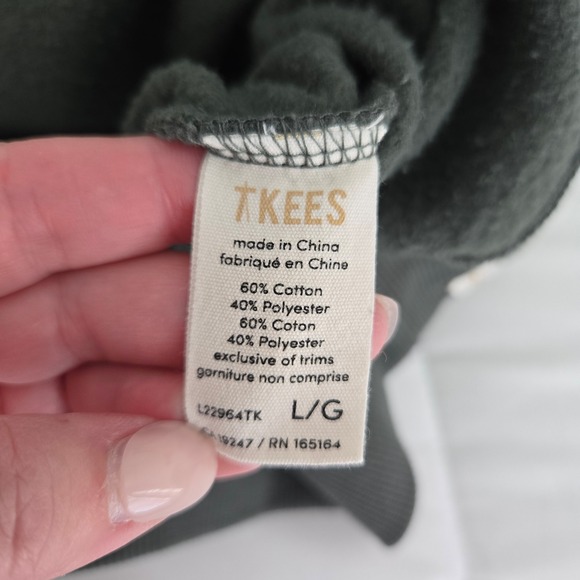 TKEES
made in China
fabriqué en Chine
60% Cotton
40% Polyester
60% Coton
40% Polyester
exclusive of trims
garniture non comprise
L22964TK L/G
19247 / RN 165164